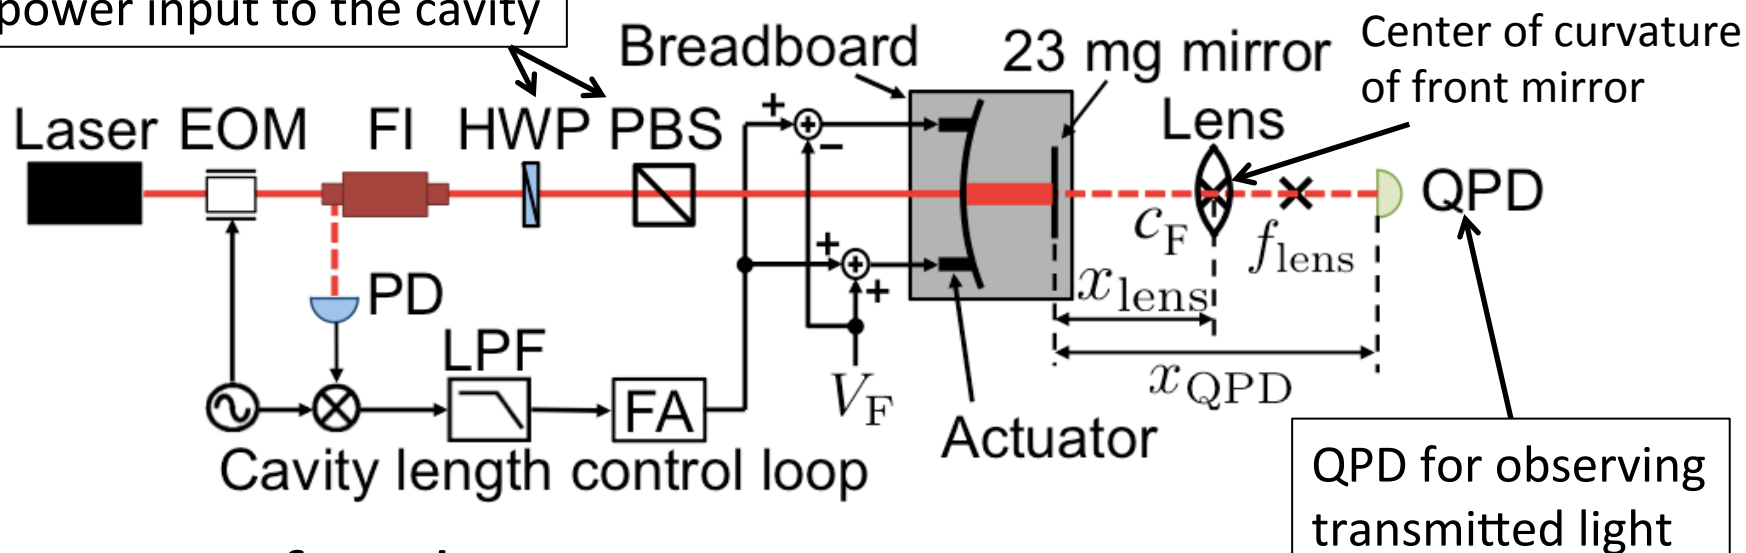 power input to the cavity
Breadboard
23 mg mirror
Center of curvature
of front mirror
Laser EOM FI HWP PBS
Lens
+
−
QPD
c_F
f_lens
+
+
PD
x_lens
LPF
x_QPD
V_F
FA
Actuator
Cavity length control loop
QPD for observing
transmitted light